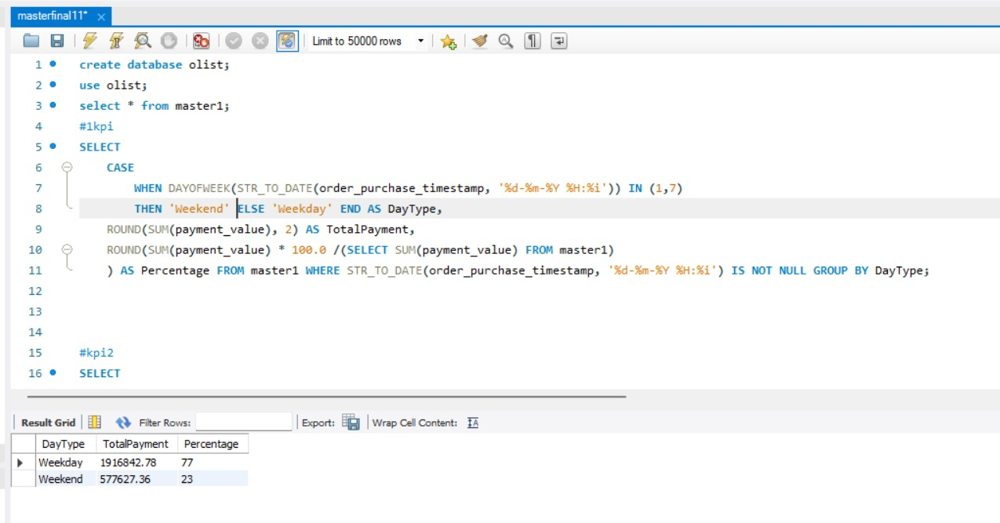 masterfinal11* ×
Limit to 50000 rows
1 create database olist;
2 use olist;
3 select * from master1;
4 #1kpi
5 SELECT
6 CASE
7 WHEN DAYOFWEEK(STR_TO_DATE(order_purchase_timestamp, '%d-%m-%Y %H:%i')) IN (1,7)
8 THEN 'Weekend' ELSE 'Weekday' END AS DayType,
9 ROUND(SUM(payment_value), 2) AS TotalPayment,
10 ROUND(SUM(payment_value) * 100.0 /(SELECT SUM(payment_value) FROM master1)
11 ) AS Percentage FROM master1 WHERE STR_TO_DATE(order_purchase_timestamp, '%d-%m-%Y %H:%i') IS NOT NULL GROUP BY DayType;
12
13
14
15 #kpi2
16 SELECT
Result Grid Filter Rows: Export: Wrap Cell Content:
DayType TotalPayment Percentage
Weekday 1916842.78 77
Weekend 577627.36 23